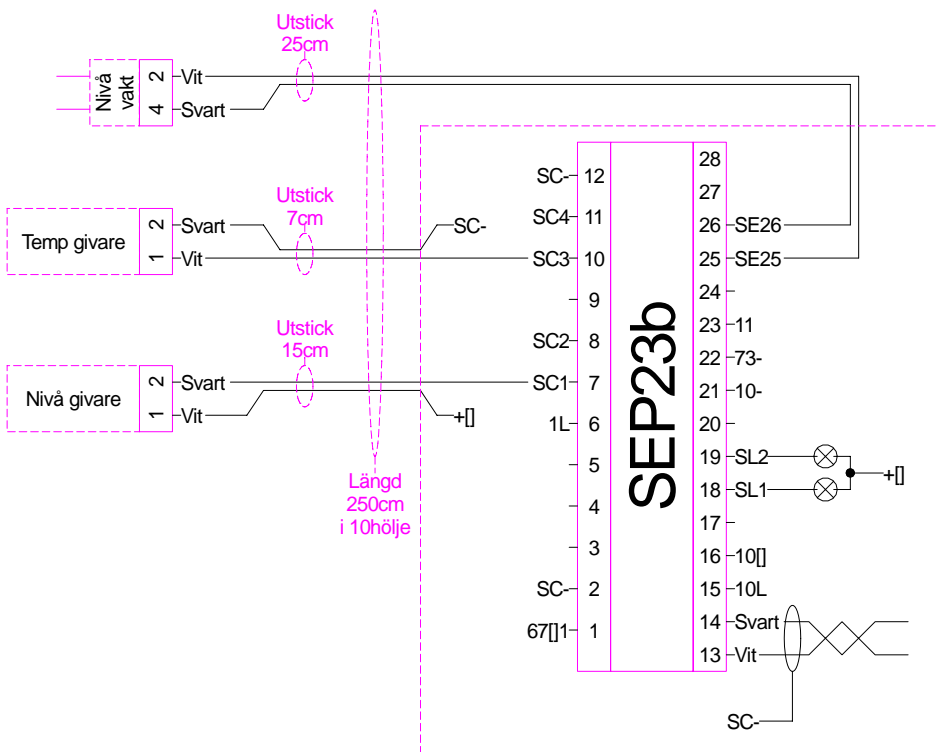 Utstick
25cm
Nivå
vakt
2
Vit
4
Svart
Utstick
7cm
Temp givare
2
Svart
SC-
1
Vit
Utstick
15cm
Nivå givare
2
Svart
1
Vit
+[]
Längd
250cm
i 10hölje
SEP23b
SC- 12
SC4 11
SC3 10
9
SC2 8
SC1 7
1L 6
5
4
3
SC- 2
67[]1 1
28
27
26 SE26
25 SE25
24
23 11
22 73-
21 10-
20
19 SL2
18 SL1
+[]
17
16 10[]
15 10L
14 Svart
13 Vit
SC-